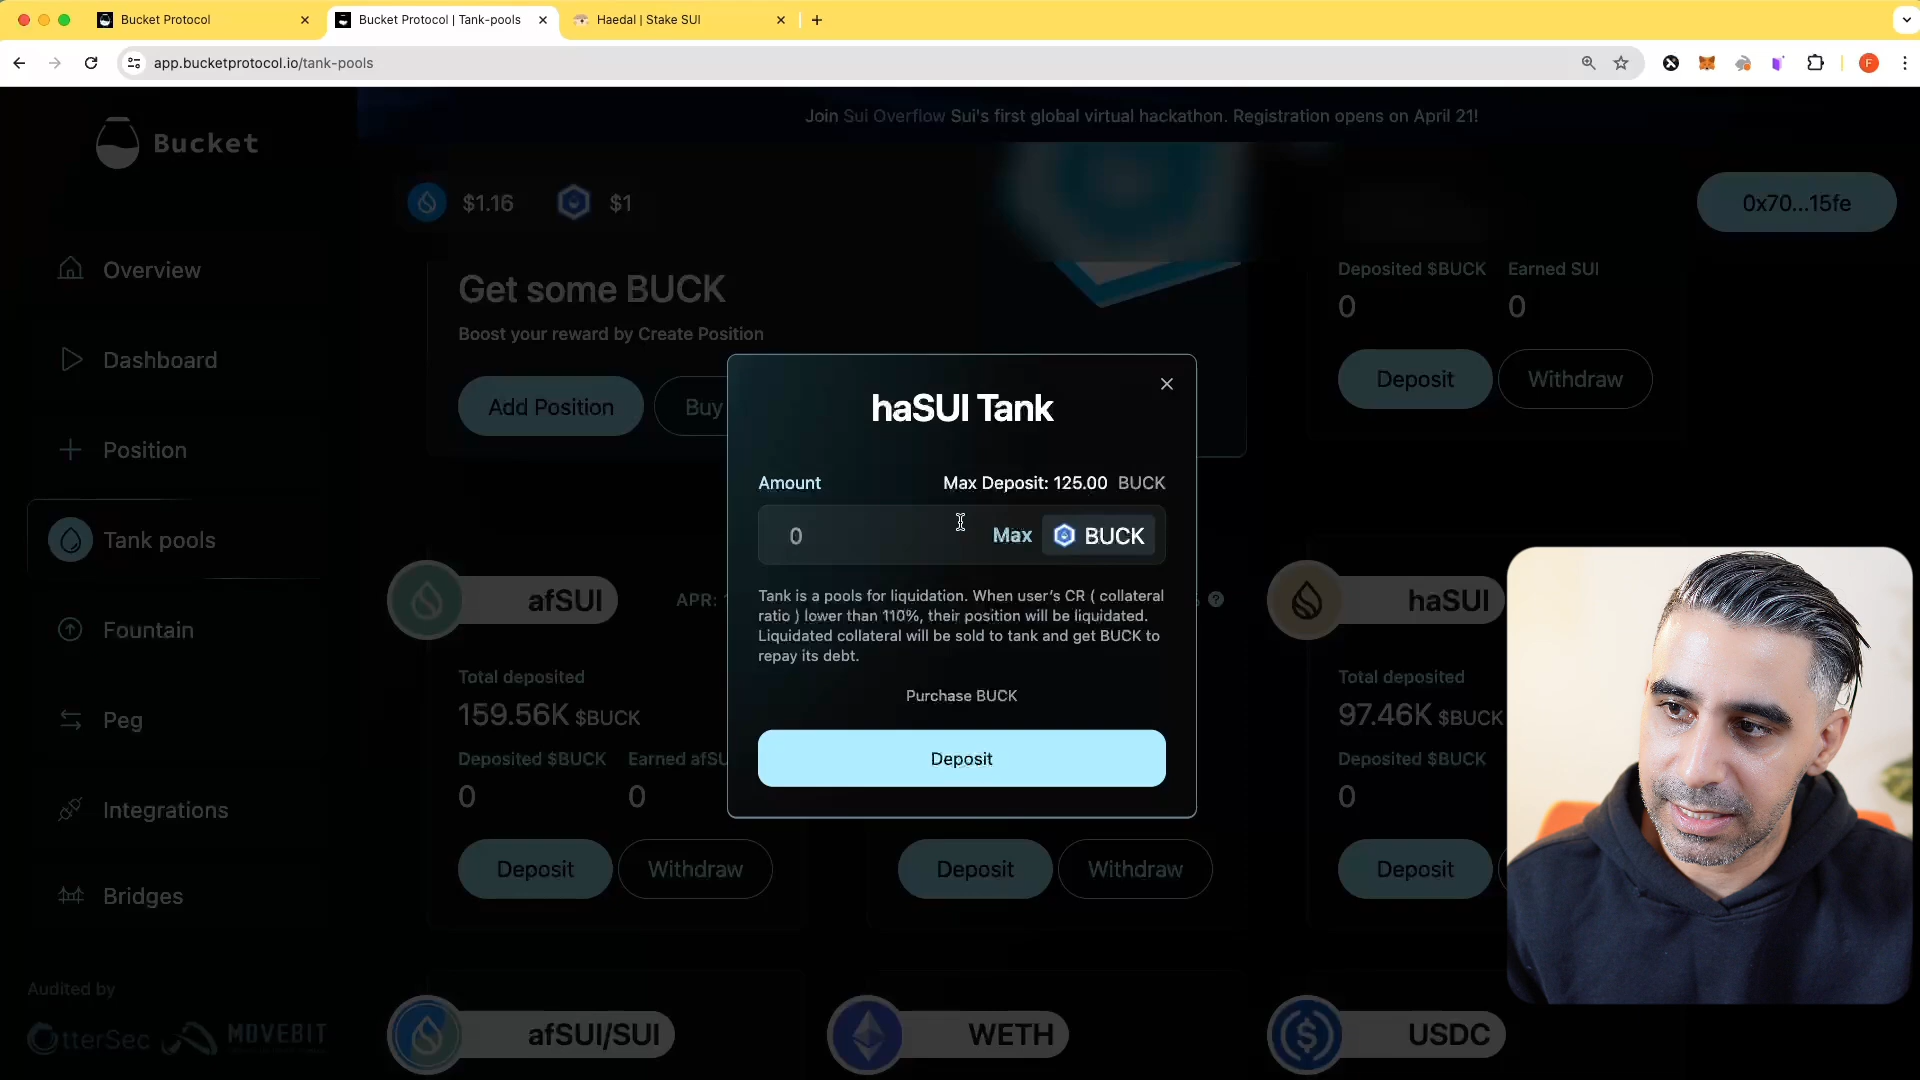 Bucket Protocol
Bucket Protocol | Tank-pools
Haedal | Stake SUI
app.bucketprotocol.io/tank-pools
F
Bucket
Join Sui Overflow Sui's first global virtual hackathon. Registration opens on April 21!
$1.16
$1
0x70...15fe
Overview
Dashboard
Position
Tank pools
Fountain
Peg
Integrations
Bridges
Audited by
OtterSec
MOVEBIT
Get some BUCK
Boost your reward by Create Position
Add Position
Buy
Deposited $BUCK
Earned SUI
0
0
Deposit
Withdraw
haSUI Tank
Amount
Max Deposit: 125.00 BUCK
0
Max
BUCK
Tank is a pools for liquidation. When user's CR ( collateral
ratio ) lower than 110%, their position will be liquidated.
Liquidated collateral will be sold to tank and get BUCK to
repay its debt.
Purchase BUCK
Deposit
afSUI
APR:
Total deposited
159.56K $BUCK
Deposited $BUCK
Earned afSU
0
0
Deposit
Withdraw
Deposit
Withdraw
haSUI
Total deposited
97.46K $BUCK
Deposited $BUCK
0
Deposit
afSUI/SUI
WETH
USDC